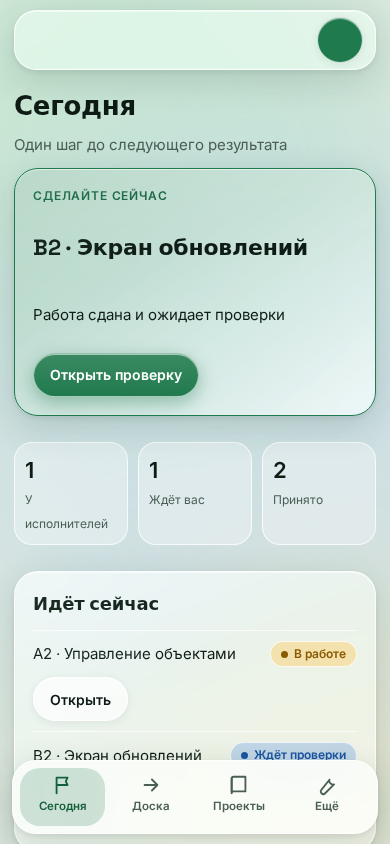 Сегодня
Один шаг до следующего результата
СДЕЛАЙТЕ СЕЙЧАС
B2 · Экран обновлений
Работа сдана и ожидает проверки
Открыть проверку
1
У
исполнителей
1
Ждёт вас
2
Принято
Идёт сейчас
A2 · Управление объектами
В работе
Открыть
B2 · Экран обновлений
Ждёт проверки
Сегодня
Доска
Проекты
Ещё